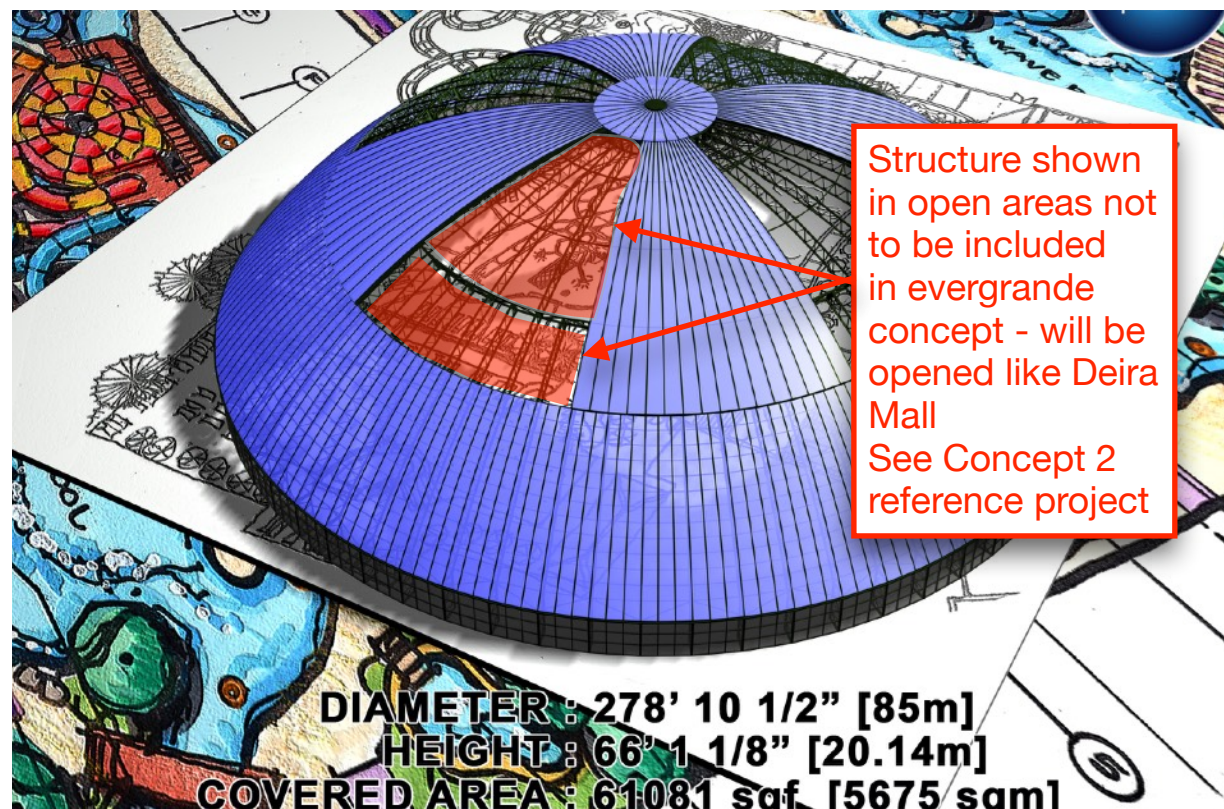 WAVE
Structure shown
in open areas not
to be included
in evergrande
concept - will be
opened like Deira
Mall
See Concept 2
reference project
DIAMETER : 278’ 10 1/2” [85m]
HEIGHT : 66’ 1 1/8” [20.14m]
COVERED AREA : 61081 sqf [5675 sqm]